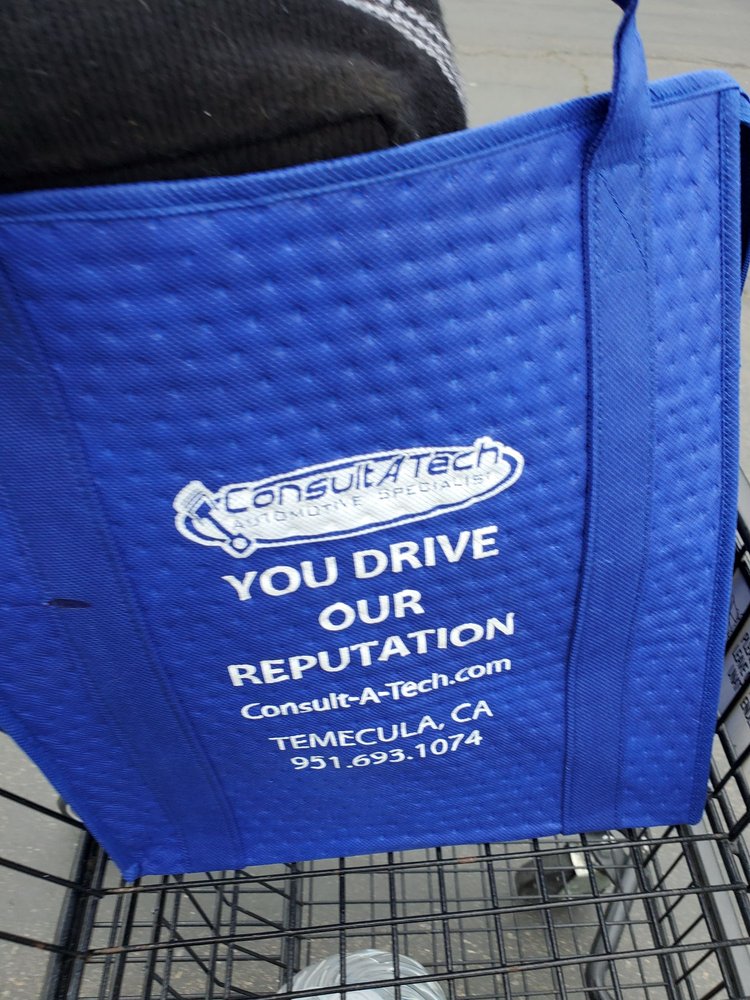 ConsultATech
AUTOMOTIVE SPECIALIST
YOU DRIVE
OUR
REPUTATION
Consult-A-Tech.com
TEMECULA, CA
951.693.1074